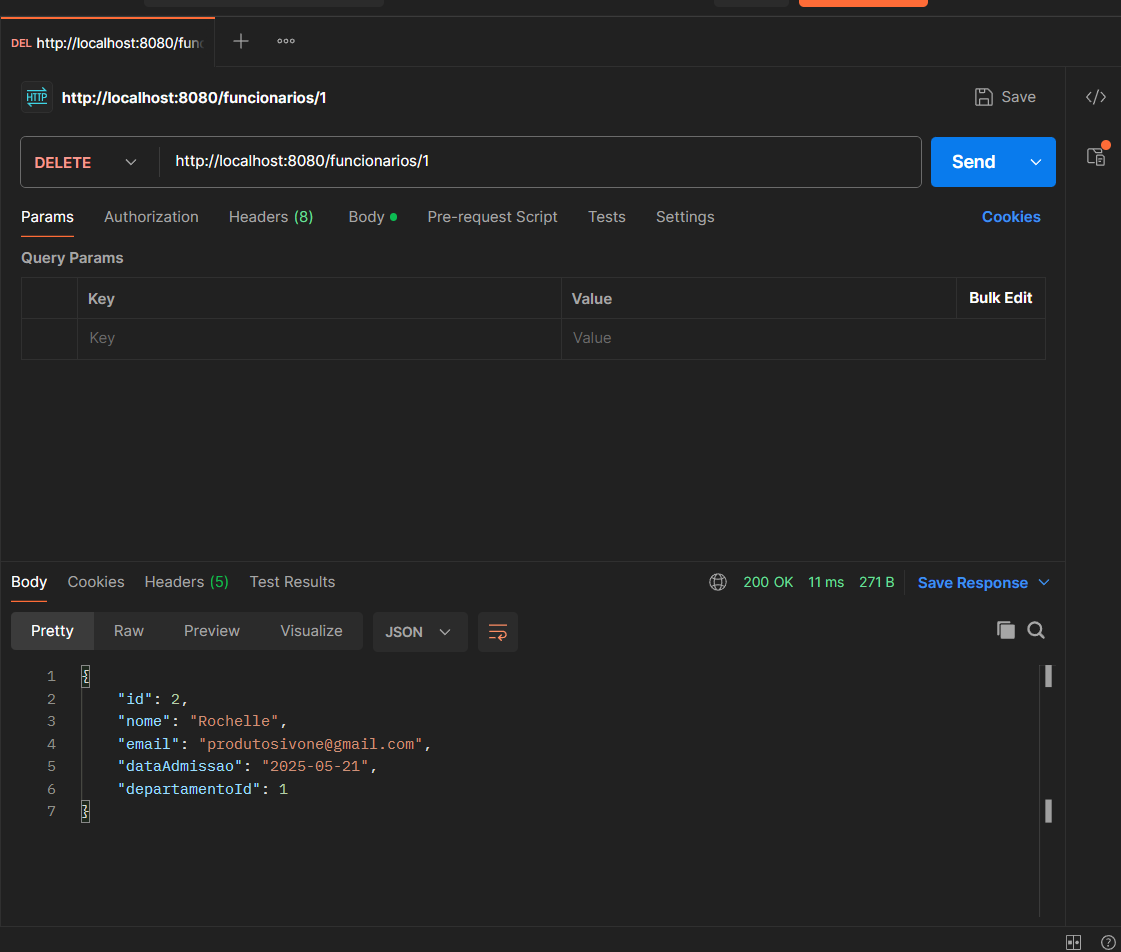 DEL http://localhost:8080/func
HTTP http://localhost:8080/funcionarios/1 Save
DELETE http://localhost:8080/funcionarios/1 Send
Params Authorization Headers (8) Body Pre-request Script Tests Settings Cookies
Query Params
Key Value Bulk Edit
Key Value
Body Cookies Headers (5) Test Results 200 OK 11 ms 271 B Save Response
Pretty Raw Preview Visualize JSON
1 {
2 "id": 2,
3 "nome": "Rochelle",
4 "email": "produtosivone@gmail.com",
5 "dataAdmissao": "2025-05-21",
6 "departamentoId": 1
7 }